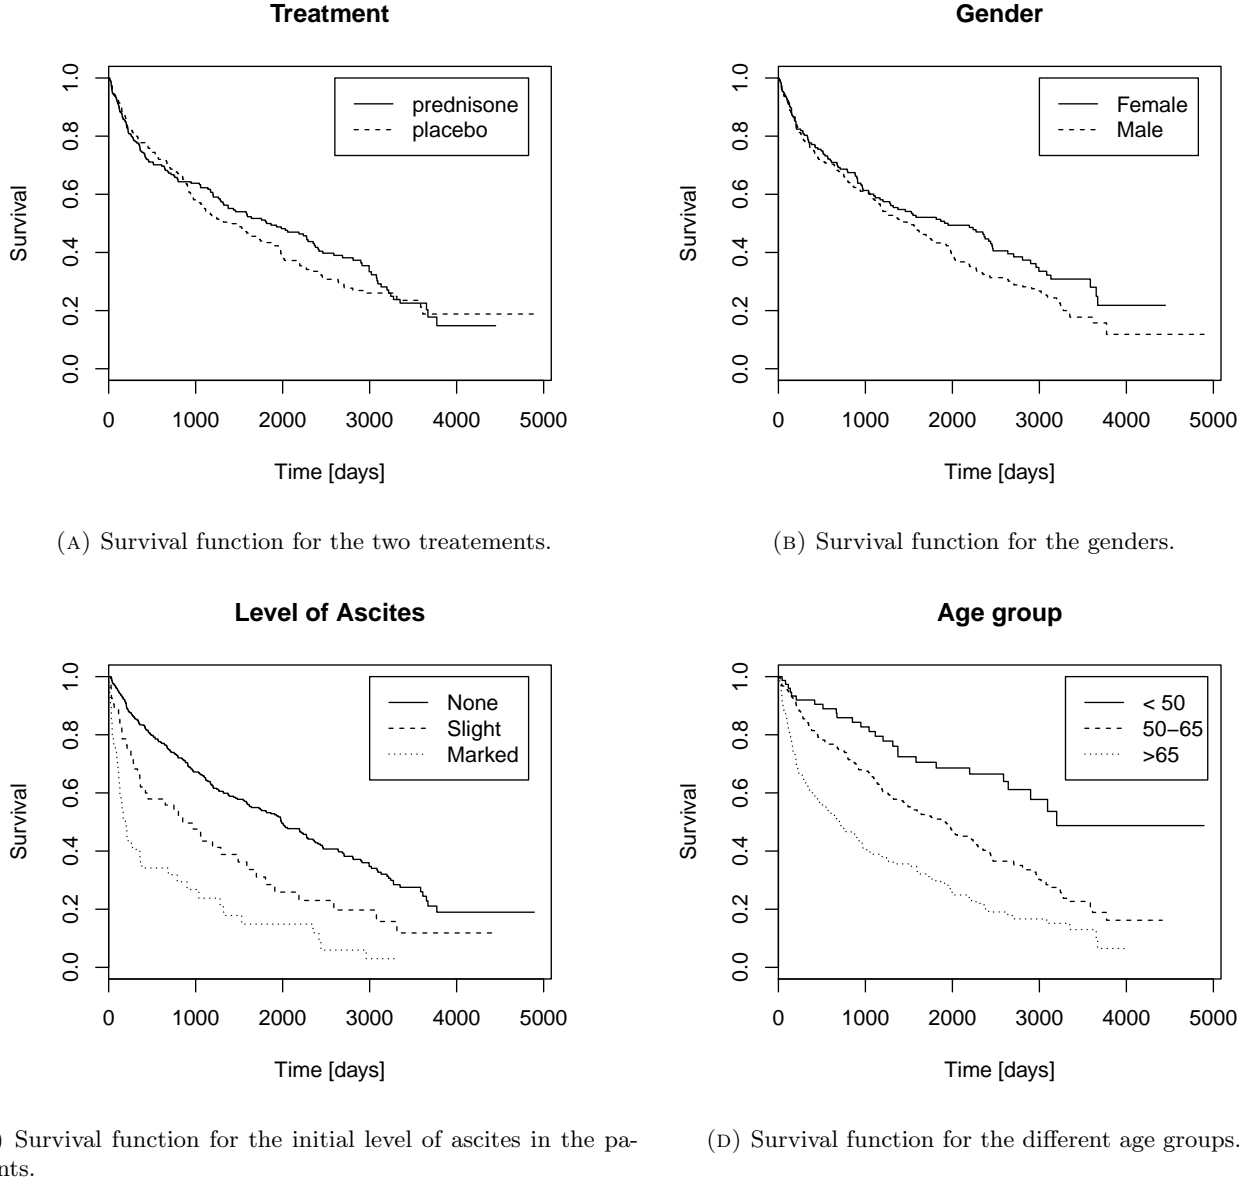 Treatment
Survival
0.0 0.2 0.4 0.6 0.8 1.0
prednisone
placebo
0 1000 2000 3000 4000 5000
Time [days]
(A) Survival function for the two treatements.
Gender
Survival
0.0 0.2 0.4 0.6 0.8 1.0
Female
Male
0 1000 2000 3000 4000 5000
Time [days]
(B) Survival function for the genders.
Level of Ascites
Survival
0.0 0.2 0.4 0.6 0.8 1.0
None
Slight
Marked
0 1000 2000 3000 4000 5000
Time [days]
) Survival function for the initial level of ascites in the pa-
nts.
Age group
Survival
0.0 0.2 0.4 0.6 0.8 1.0
< 50
50−65
>65
0 1000 2000 3000 4000 5000
Time [days]
(D) Survival function for the different age groups.